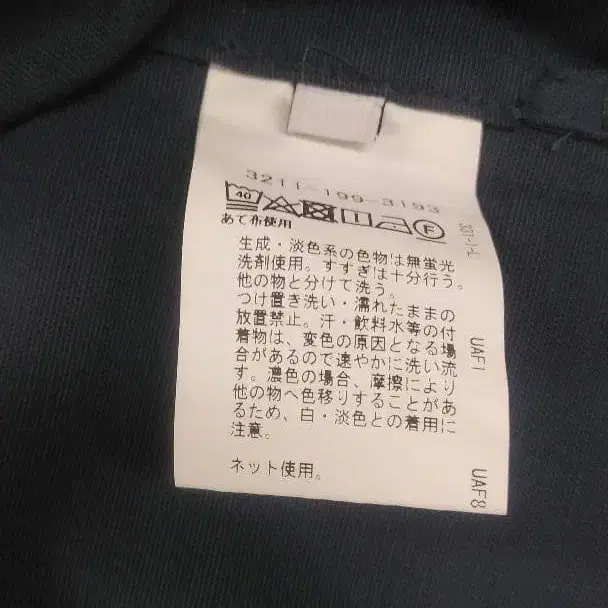 3211-199-3193
40
F
あて布使用
生成・淡色系の色物は無蛍光
洗剤使用。すすぎは十分行う。
他の物と分けて洗う。
つけ置き洗い・濡れたままの
放置禁止。汗・飲料水等の付
着物は、変色の原因となる場
合があるので速やかに洗い流
す。濃色の場合、摩擦により
他の物へ色移りすることがあ
るため、白・淡色との着用に
注意。
ネット使用。
UAF1
UAF8